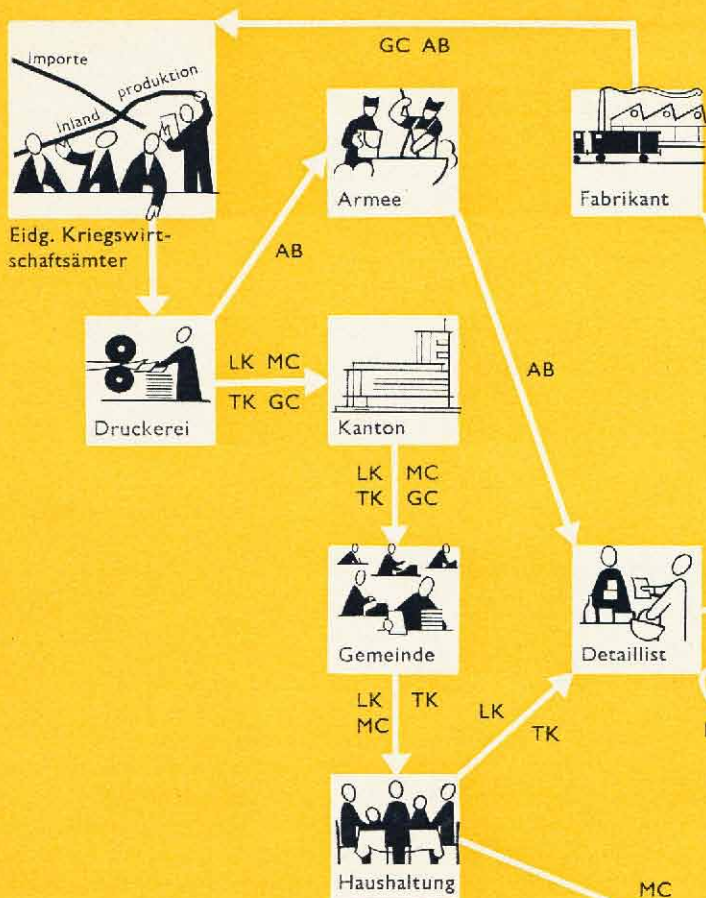 GC AB
importe
inland produktion
Armee
Fabrikant
Eidg. Kriegswirt-
schaftsämter
AB
LK MC
AB
TK GC
Druckerei
Kanton
LK MC
TK GC
Gemeinde
Detaillist
LK TK
MC
LK
TK
Haushaltung
MC